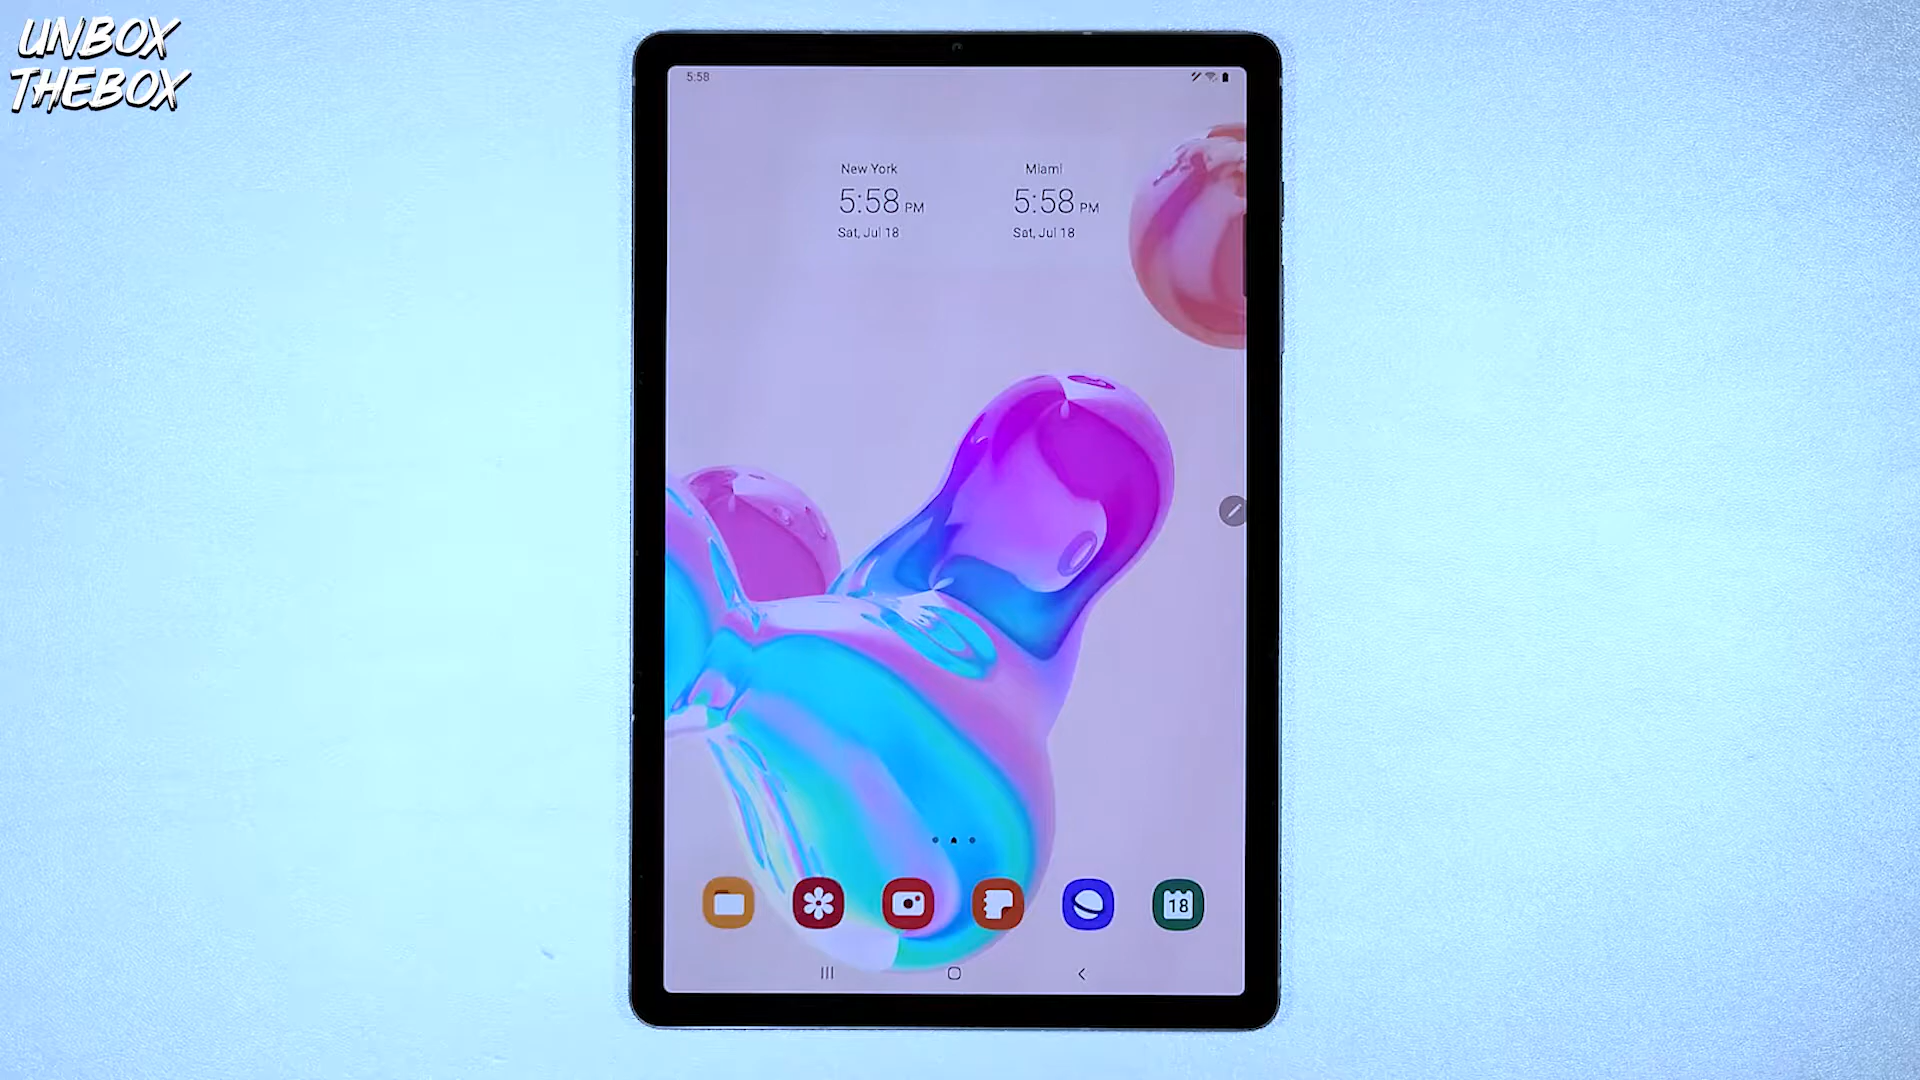 UNBOX
THEBOX
5:58
New York
5:58 PM
Sat, Jul 18
Miami
5:58 PM
Sat, Jul 18
18